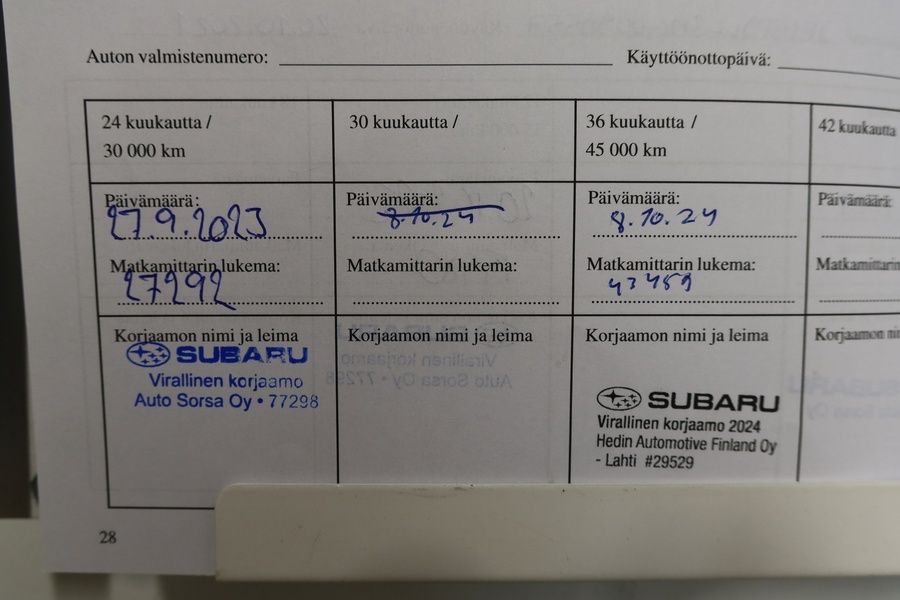 Auton valmistenumero:
Käyttöönottopäivä:
24 kuukautta /
30 000 km
Päivämäärä:
27.9.2023
Matkamittarin lukema:
27292
Korjaamon nimi ja leima
SUBARU
Virallinen korjaamo
Auto Sorsa Oy • 77298
30 kuukautta /
Päivämäärä:
8.10.24
Matkamittarin lukema:
Korjaamon nimi ja leima
36 kuukautta /
45 000 km
Päivämäärä:
8.10.24
Matkamittarin lukema:
43489
Korjaamon nimi ja leima
SUBARU
Virallinen korjaamo 2024
Hedin Automotive Finland Oy
- Lahti #29529
42 kuukautta
Päivämäärä:
Matkamittarin
Korjaamon
28